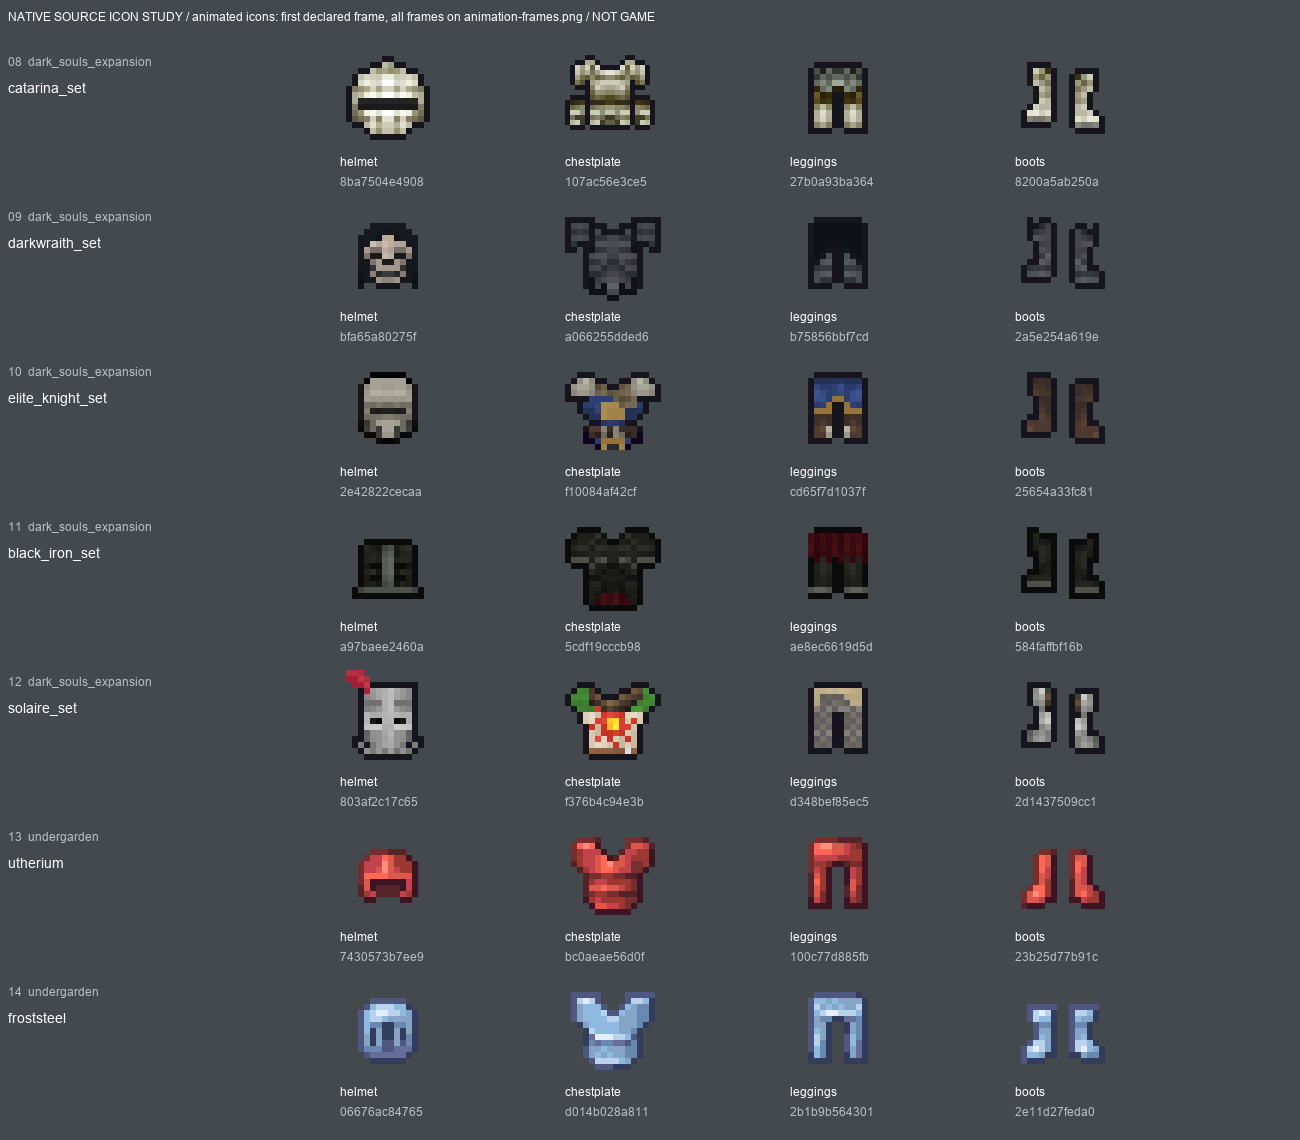 NATIVE SOURCE ICON STUDY / animated icons: first declared frame, all frames on animation-frames.png / NOT GAME
08 dark_souls_expansion
catarina_set
helmet
chestplate
leggings
boots
8ba7504e4908
107ac56e3ce5
27b0a93ba364
8200a5ab250a
09 dark_souls_expansion
darkwraith_set
helmet
chestplate
leggings
boots
bfa65a80275f
a066255dded6
b75856bbf7cd
2a5e254a619e
10 dark_souls_expansion
elite_knight_set
helmet
chestplate
leggings
boots
2e42822cecaa
f10084af42cf
cd65f7d1037f
25654a33fc81
11 dark_souls_expansion
black_iron_set
helmet
chestplate
leggings
boots
a97baee2460a
5cdf19cccb98
ae8ec6619d5d
584faffbf16b
12 dark_souls_expansion
solaire_set
helmet
chestplate
leggings
boots
803af2c17c65
f376b4c94e3b
d348bef85ec5
2d1437509cc1
13 undergarden
utherium
helmet
chestplate
leggings
boots
7430573b7ee9
bc0aeae56d0f
100c77d885fb
23b25d77b91c
14 undergarden
froststeel
helmet
chestplate
leggings
boots
06676ac84765
d014b028a811
2b1b9b564301
2e11d27feda0